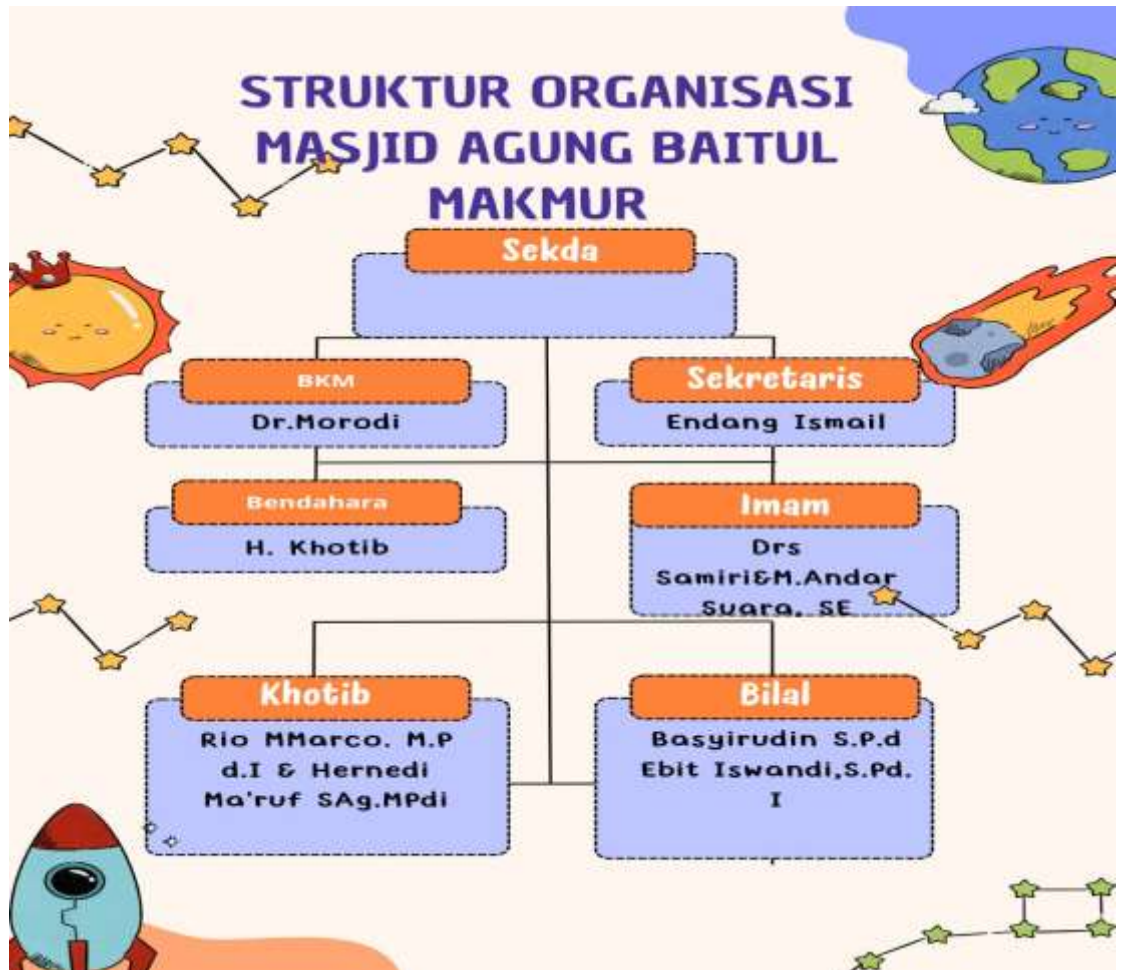 STRUKTUR ORGANISASI
MASJID AGUNG BAITUL
MAKMUR
Sekda
BKM
Dr.Morodi
Sekretaris
Endang Ismail
Bendahara
H. Khotib
Imam
Drs
Samiri&M.Andar
Suara, SE
Khotib
Rio MMarco. M.P
d.I & Hernedi
Ma'ruf SAg.MPdi
Bilal
Basyirudin S.P.d
Ebit Iswandi,S.Pd.
I